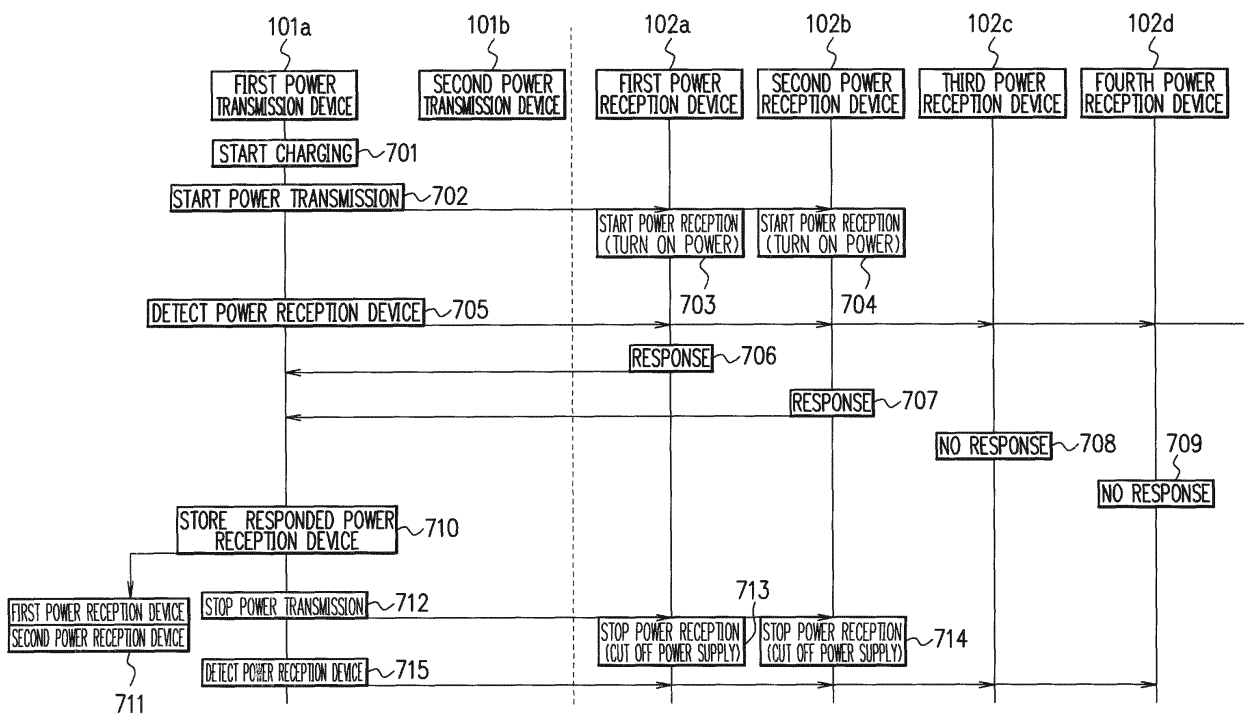 101a
101b
102a
102b
102c
102d
FIRST POWER
TRANSMISSION DEVICE
SECOND POWER
TRANSMISSION DEVICE
FIRST POWER
RECEPTION DEVICE
SECOND POWER
RECEPTION DEVICE
THIRD POWER
RECEPTION DEVICE
FOURTH POWER
RECEPTION DEVICE
START CHARGING
701
START POWER TRANSMISSION
702
START POWER RECEPTION
(TURN ON POWER)
703
START POWER RECEPTION
(TURN ON POWER)
704
DETECT POWER RECEPTION DEVICE
705
RESPONSE
706
RESPONSE
707
NO RESPONSE
708
709
NO RESPONSE
STORE RESPONDED POWER
RECEPTION DEVICE
710
FIRST POWER RECEPTION DEVICE
SECOND POWER RECEPTION DEVICE
711
STOP POWER TRANSMISSION
712
713
STOP POWER RECEPTION
(CUT OFF POWER SUPPLY)
STOP POWER RECEPTION
(CUT OFF POWER SUPPLY)
714
DETECT POWER RECEPTION DEVICE
715